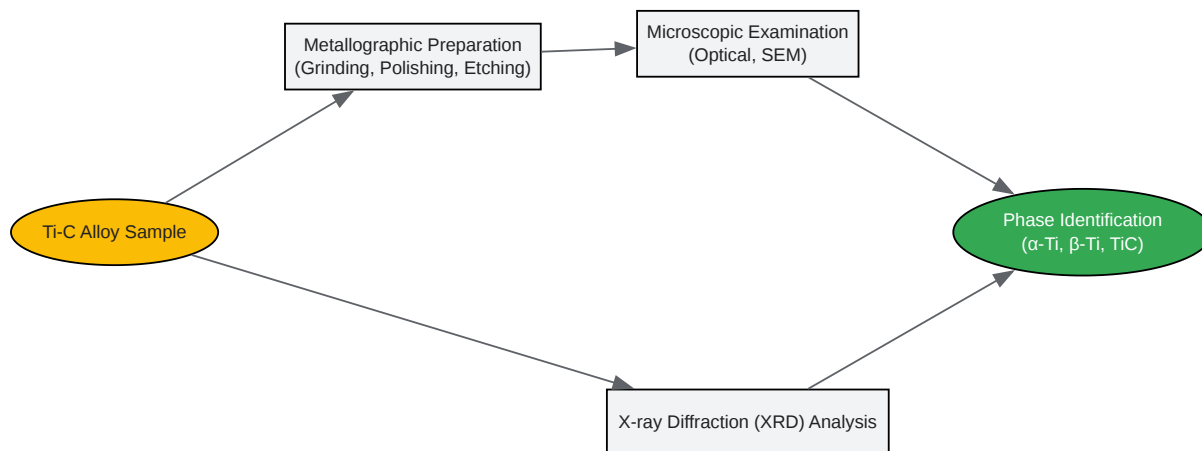 Metallographic Preparation
(Grinding, Polishing, Etching)
Microscopic Examination
(Optical, SEM)
Ti-C Alloy Sample
Phase Identification
(α-Ti, β-Ti, TiC)
X-ray Diffraction (XRD) Analysis